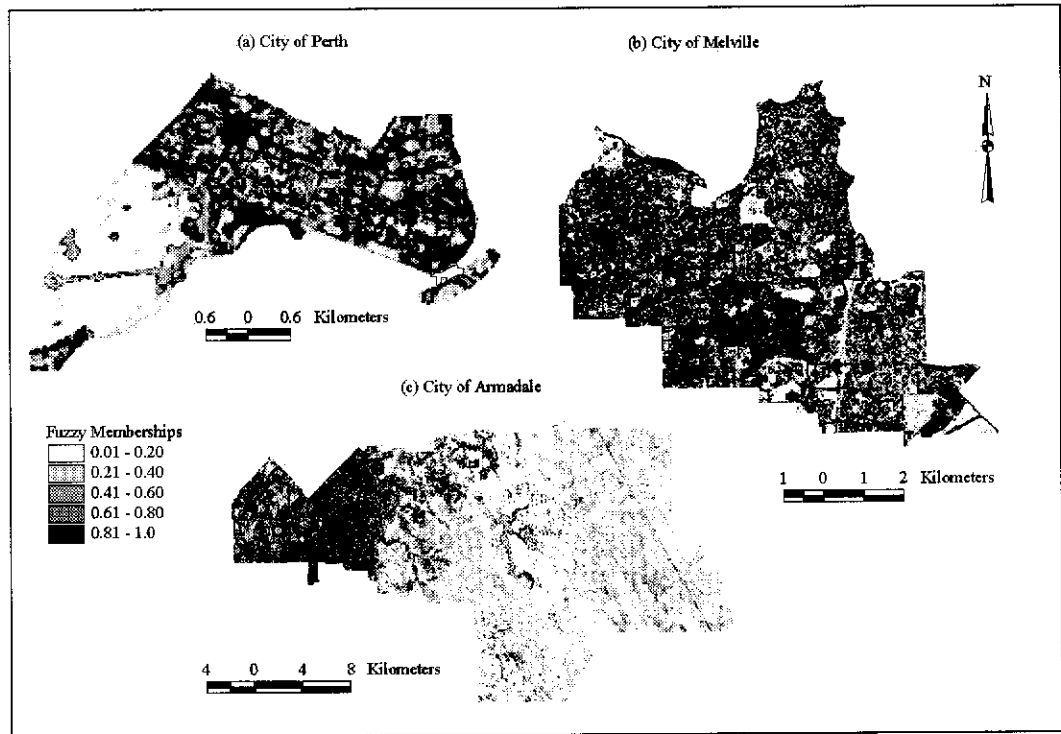 (a) City of Perth
(b) City of Melville
N
0.6 0 0.6 Kilometers
(c) City of Armadale
Fuzzy Memberships
0.01 - 0.20
0.21 - 0.40
0.41 - 0.60
0.61 - 0.80
0.81 - 1.0
1 0 1 2 Kilometers
4 0 4 8 Kilometers